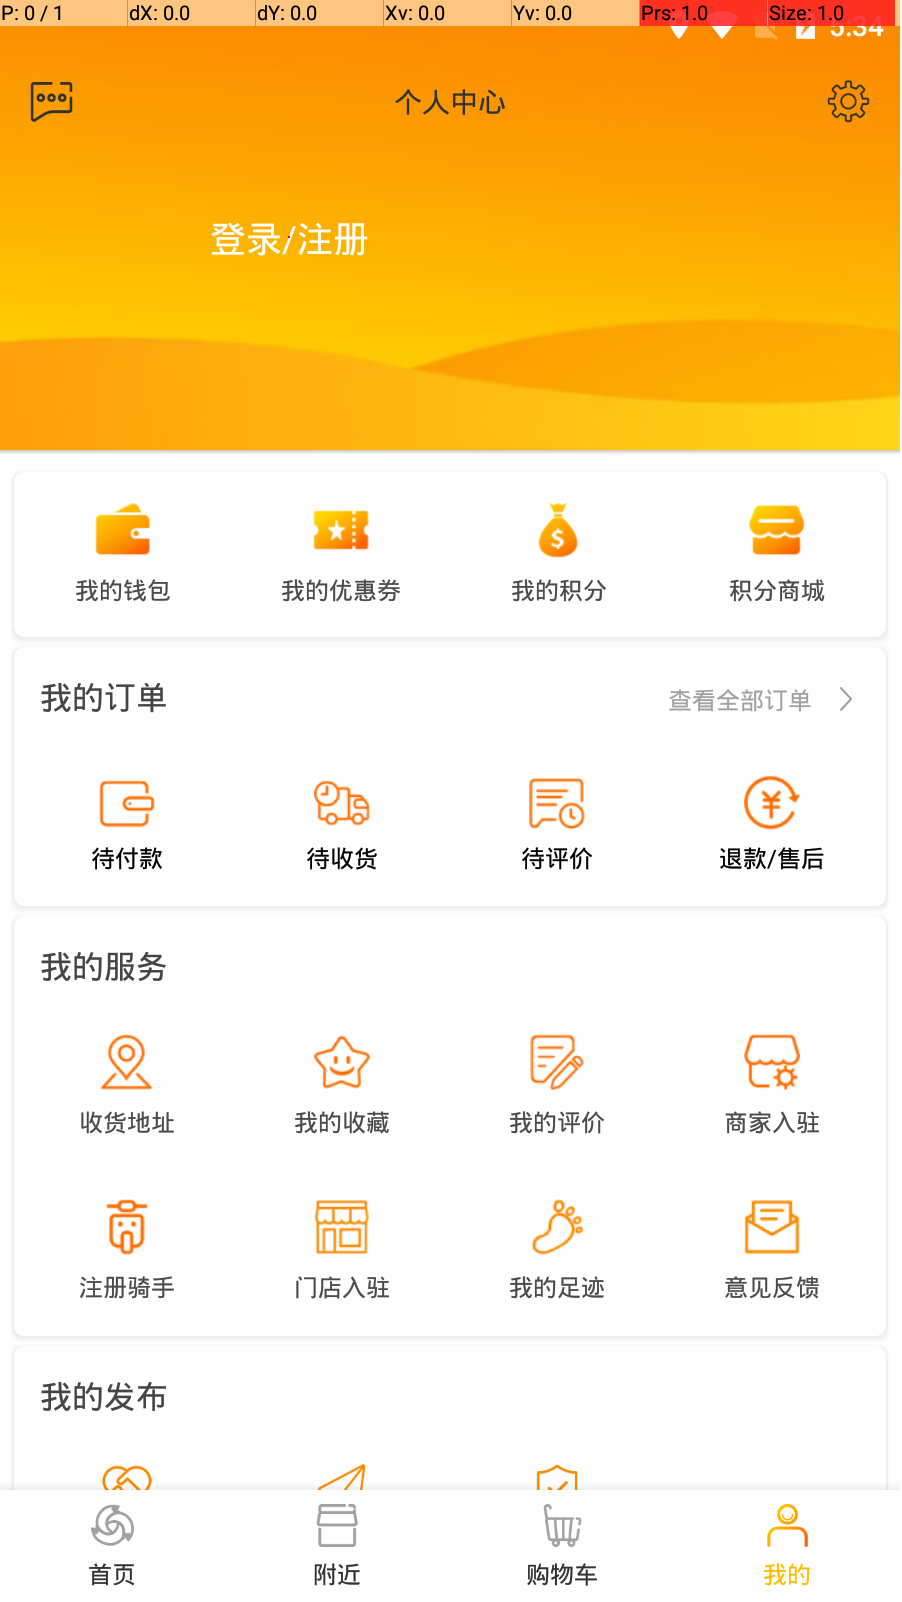 P: 0 / 1 dX: 0.0 dY: 0.0 Xv: 0.0 Yv: 0.0 Prs: 1.0 Size: 1.0
5:34
个人中心
登录/注册
我的钱包 我的优惠券 我的积分 积分商城
我的订单 查看全部订单
待付款 待收货 待评价 退款/售后
我的服务
收货地址 我的收藏 我的评价 商家入驻
注册骑手 门店入驻 我的足迹 意见反馈
我的发布
首页 附近 购物车 我的